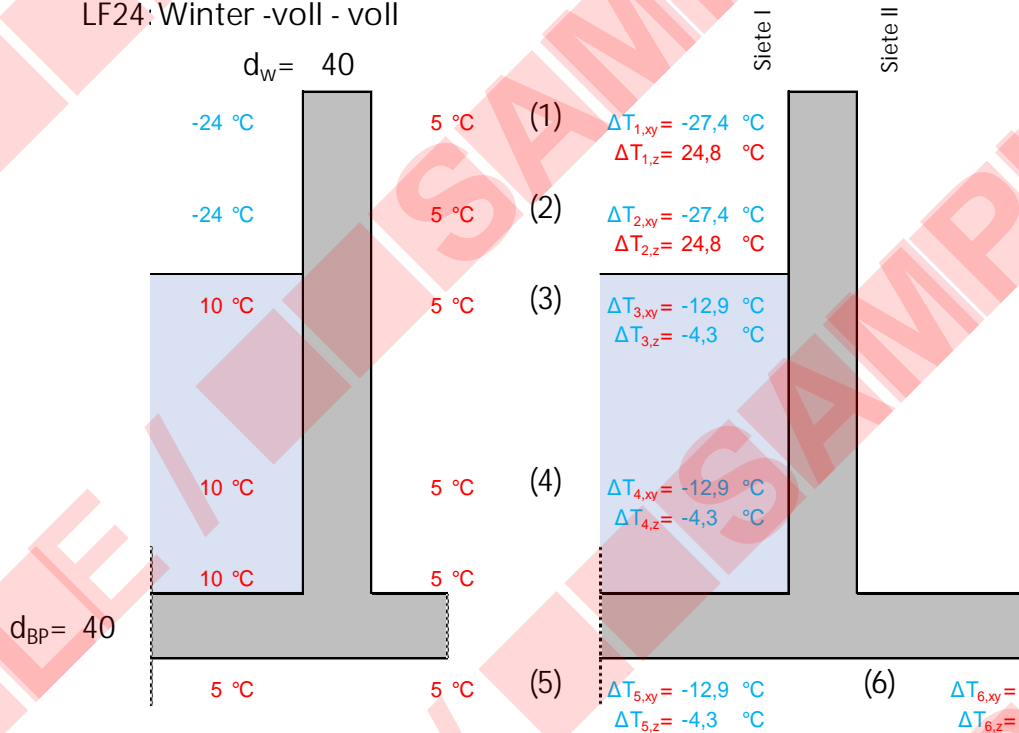 LF24: Winter -voll - voll
Siete I
Siete II
dW= 40
-24 °C 5 °C (1) ΔT1,xy= -27,4 °C
ΔT1,z= 24,8 °C
-24 °C 5 °C (2) ΔT2,xy= -27,4 °C
ΔT2,z= 24,8 °C
10 °C 5 °C (3) ΔT3,xy= -12,9 °C
ΔT3,z= -4,3 °C
10 °C 5 °C (4) ΔT4,xy= -12,9 °C
ΔT4,z= -4,3 °C
10 °C 5 °C
dBP= 40
5 °C 5 °C (5) ΔT5,xy= -12,9 °C (6) ΔT6,xy=
ΔT5,z= -4,3 °C ΔT6,z=
SAMP
SAMP
LE /